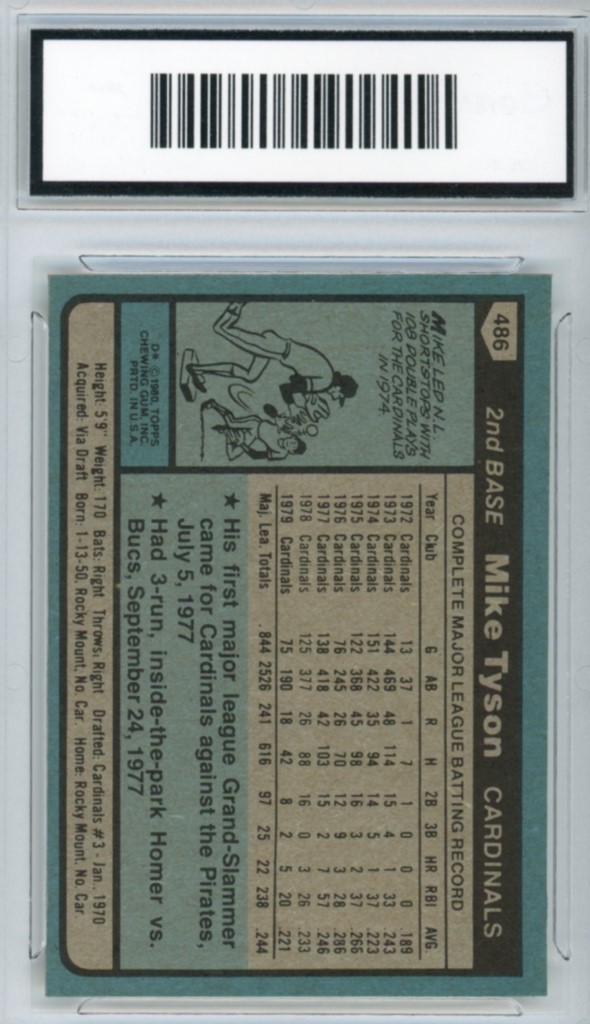 486
2nd BASE Mike Tyson CARDINALS
MIKE LED N.L.
SHORTSTOPS WITH
108 DOUBLE PLAYS
FOR THE CARDINALS
IN 1974.
COMPLETE MAJOR LEAGUE BATTING RECORD
Year Club G AB R H 2B 3B HR RBI AVG.
1972 Cardinals 13 37 1 7 1 0 0 0 .189
1973 Cardinals 144 469 48 114 15 4 1 33 .243
1974 Cardinals 151 422 35 94 14 5 1 37 .223
1975 Cardinals 122 368 45 98 16 3 2 37 .266
1976 Cardinals 76 245 26 70 12 9 3 28 .286
1977 Cardinals 138 418 42 103 15 2 7 57 .246
1978 Cardinals 125 377 26 88 16 0 3 26 .233
1979 Cardinals 75 190 18 42 8 2 5 20 .221
Maj. Lea. Totals 844 2526 241 616 97 25 22 238 .244
★ His first major league Grand-Slammer
came for Cardinals against the Pirates,
July 5, 1977
★ Had 3-run, inside-the-park Homer vs.
Bucs, September 24, 1977
D* ©1980, TOPPS
CHEWING GUM, INC.
PRTD. IN U.S.A.
Height: 5'9" Weight: 170 Bats: Right Throws: Right Drafted: Cardinals #3 - Jan., 1970
Acquired: Via Draft Born: 1-13-50, Rocky Mount, No. Car. Home: Rocky Mount, No. Car.